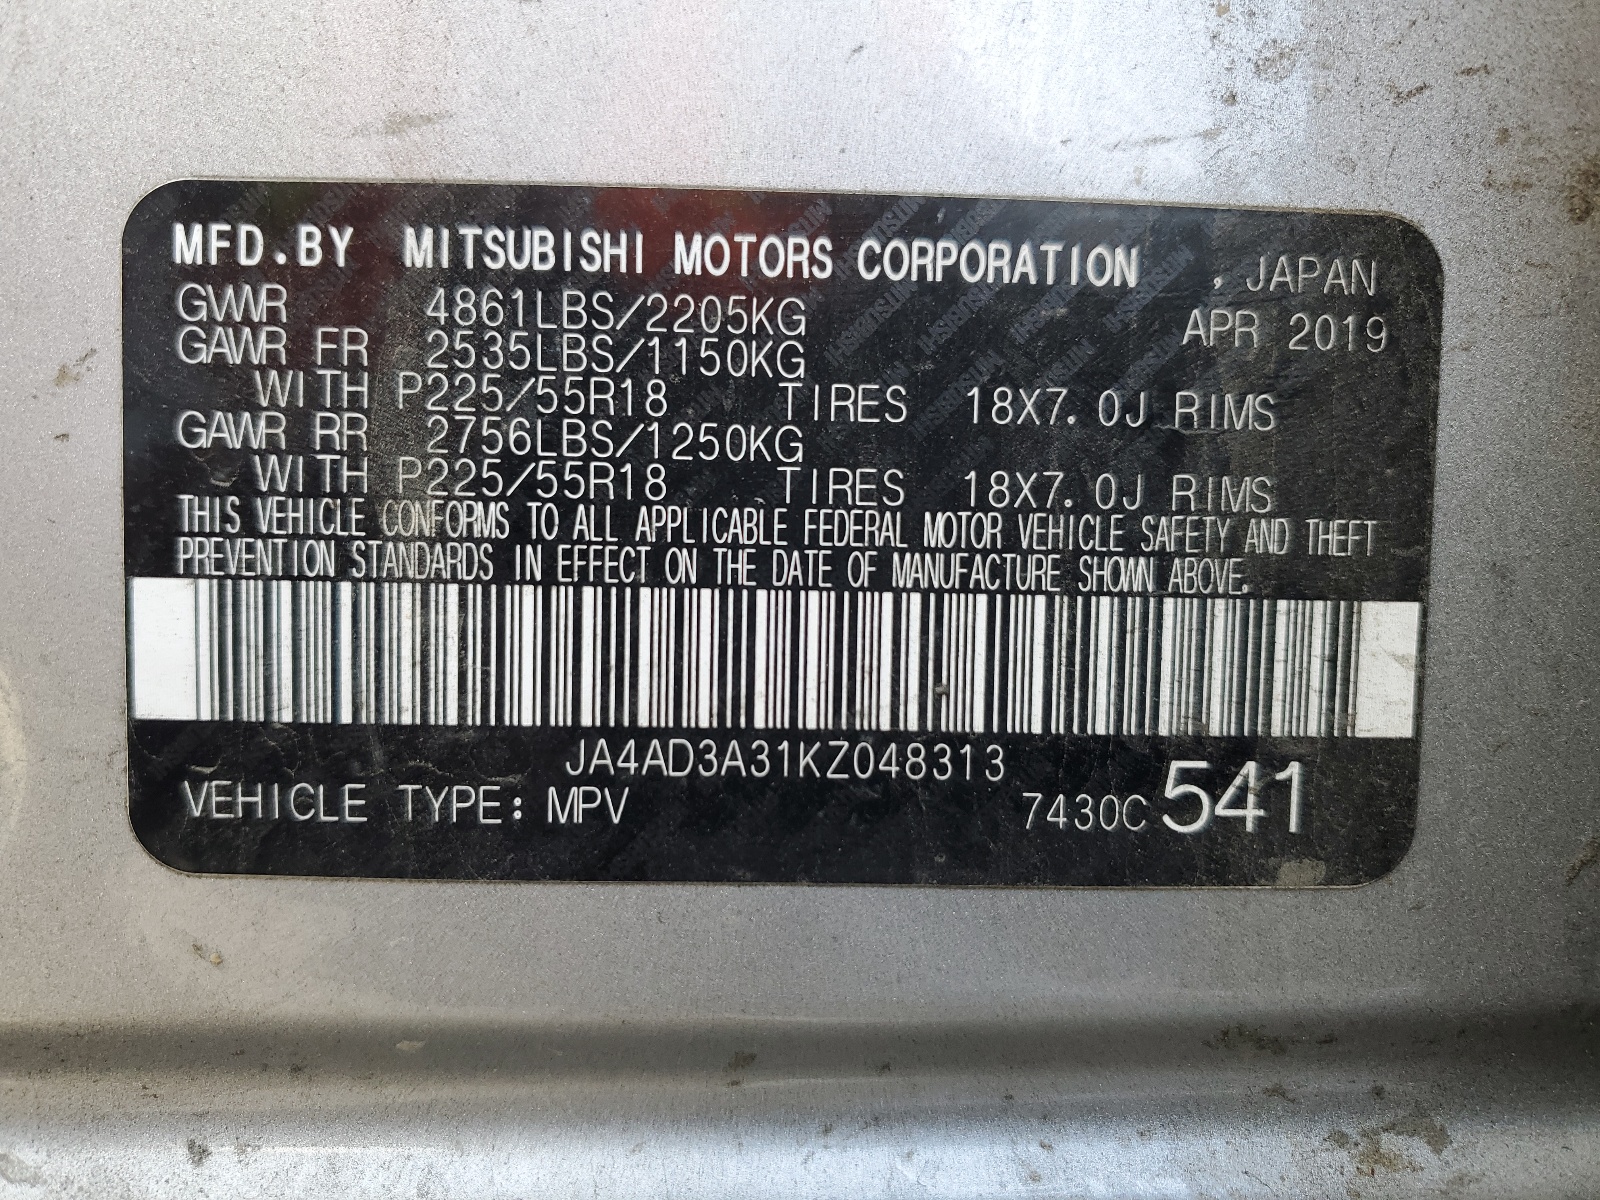 MFD.BY MITSUBISHI MOTORS CORPORATION , JAPAN
GVWR 4861LBS/2205KG APR 2019
GAWR FR 2535LBS/1150KG
WITH P225/55R18 TIRES 18X7.0J RIMS
GAWR RR 2756LBS/1250KG
WITH P225/55R18 TIRES 18X7.0J RIMS
THIS VEHICLE CONFORMS TO ALL APPLICABLE FEDERAL MOTOR VEHICLE SAFETY AND THEFT
PREVENTION STANDARDS IN EFFECT ON THE DATE OF MANUFACTURE SHOWN ABOVE.
JA4AD3A31KZ048313
VEHICLE TYPE: MPV 7430C 541